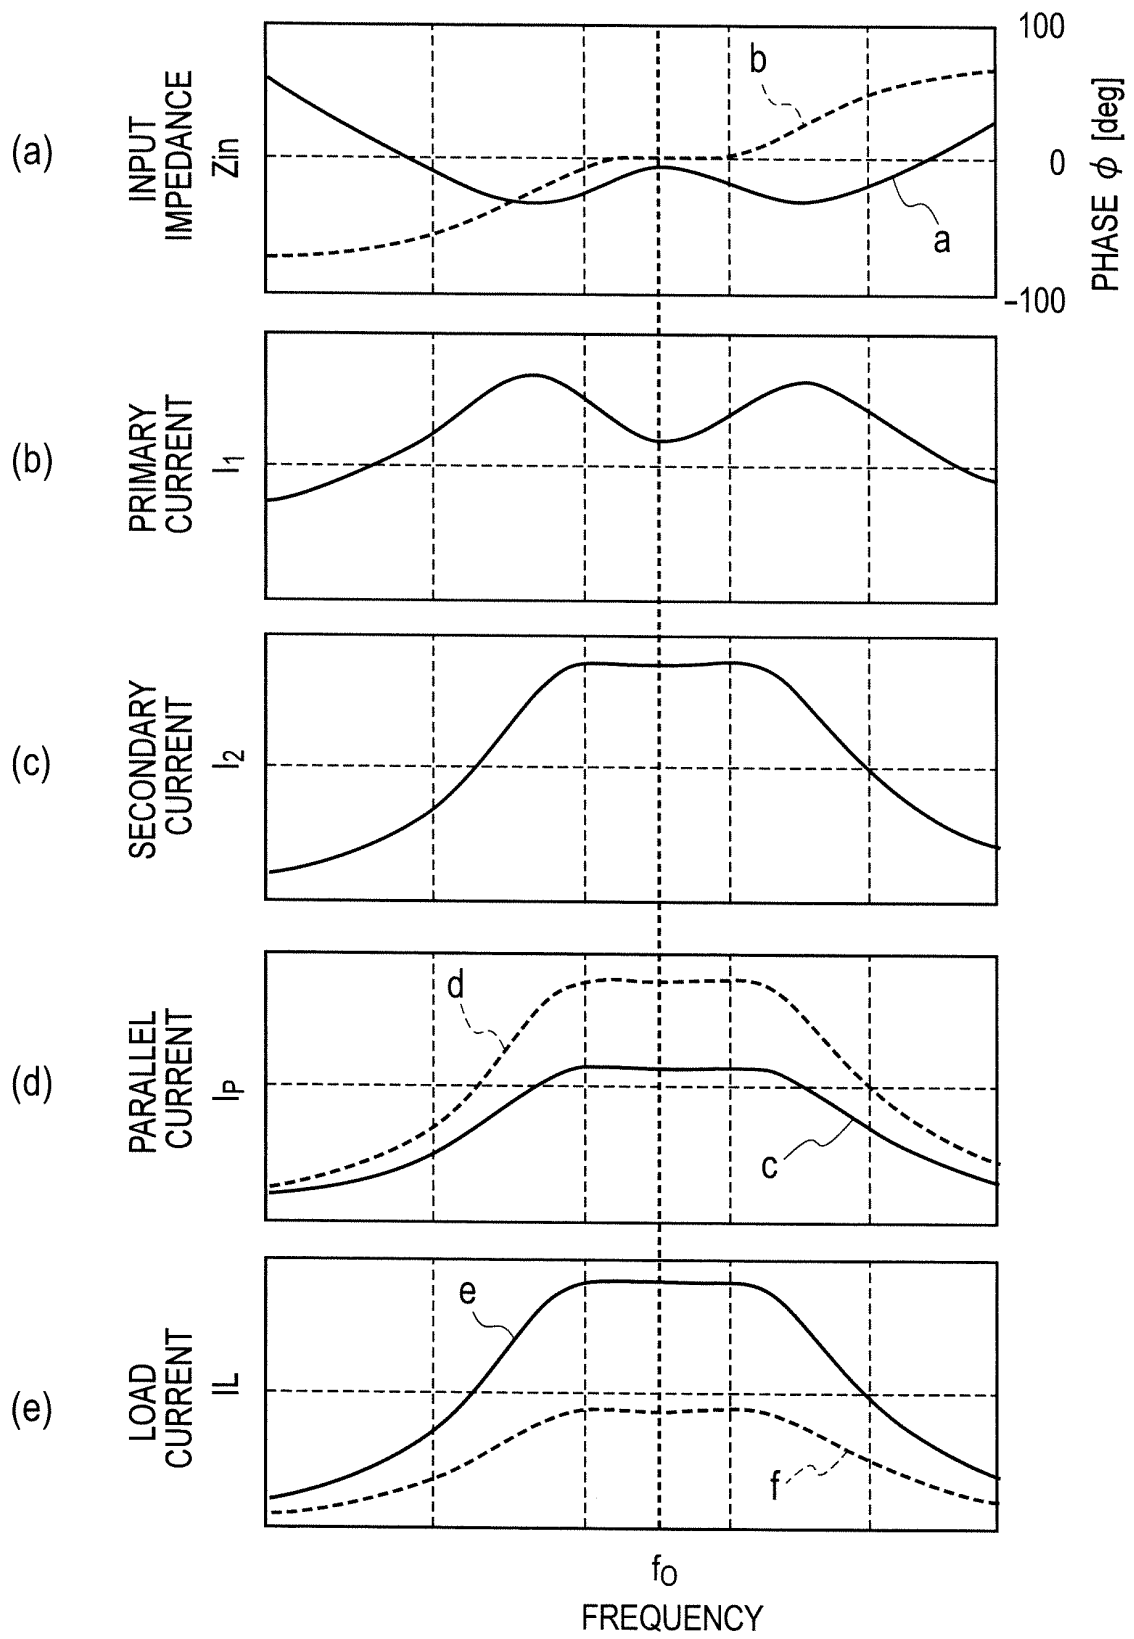 (a)
INPUT
IMPEDANCE
Zin
b
a
100
0
-100
PHASE ϕ [deg]
(b)
PRIMARY
CURRENT
I1
(c)
SECONDARY
CURRENT
I2
(d)
PARALLEL
CURRENT
IP
d
c
(e)
LOAD
CURRENT
IL
e
f
fO
FREQUENCY